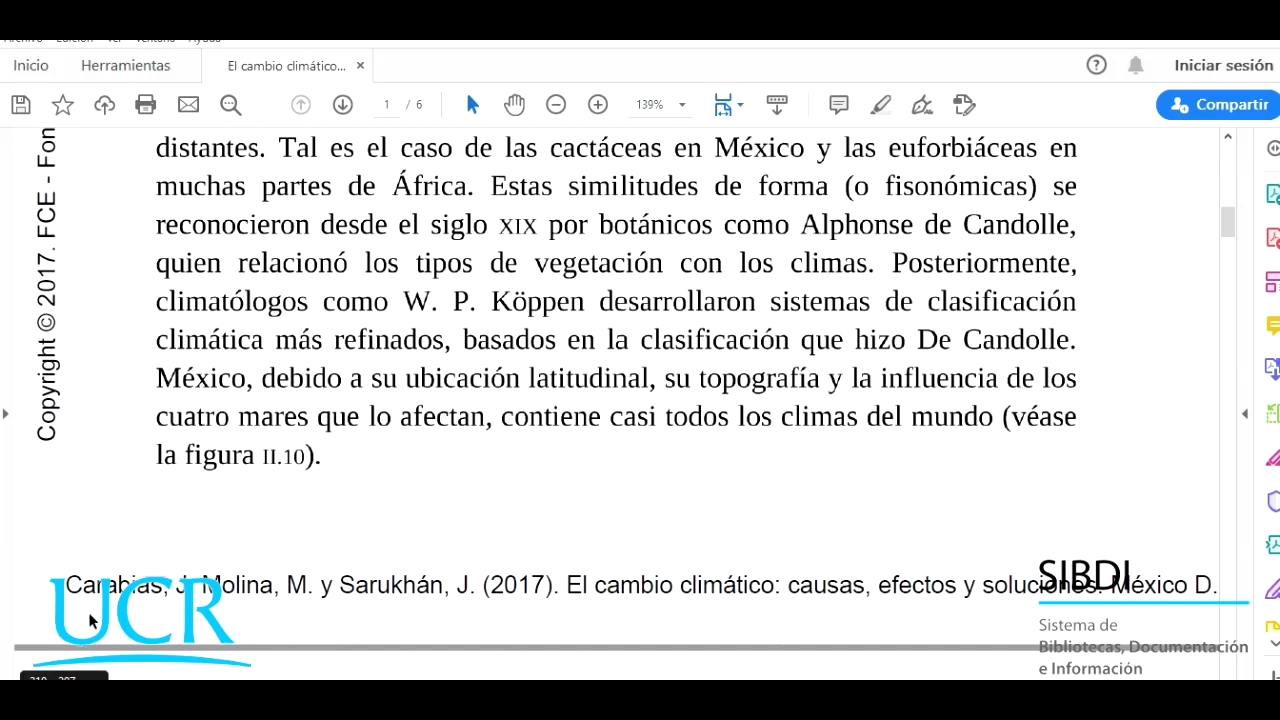 Archivo Edición Ver Ventana Ayuda
Inicio Herramientas El cambio climático... × Iniciar sesión
1 / 6 139% Compartir
distantes. Tal es el caso de las cactáceas en México y las euforbiáceas en
muchas partes de África. Estas similitudes de forma (o fisonómicas) se
reconocieron desde el siglo XIX por botánicos como Alphonse de Candolle,
quien relacionó los tipos de vegetación con los climas. Posteriormente,
climatólogos como W. P. Köppen desarrollaron sistemas de clasificación
climática más refinados, basados en la clasificación que hizo De Candolle.
México, debido a su ubicación latitudinal, su topografía y la influencia de los
cuatro mares que lo afectan, contiene casi todos los climas del mundo (véase
la figura II.10).
Copyright © 2017. FCE - Fon
Carabias, J. Molina, M. y Sarukhán, J. (2017). El cambio climático: causas, efectos y soluciones. México D.
UCR
SIBDI
Sistema de
Bibliotecas, Documentación
e Información